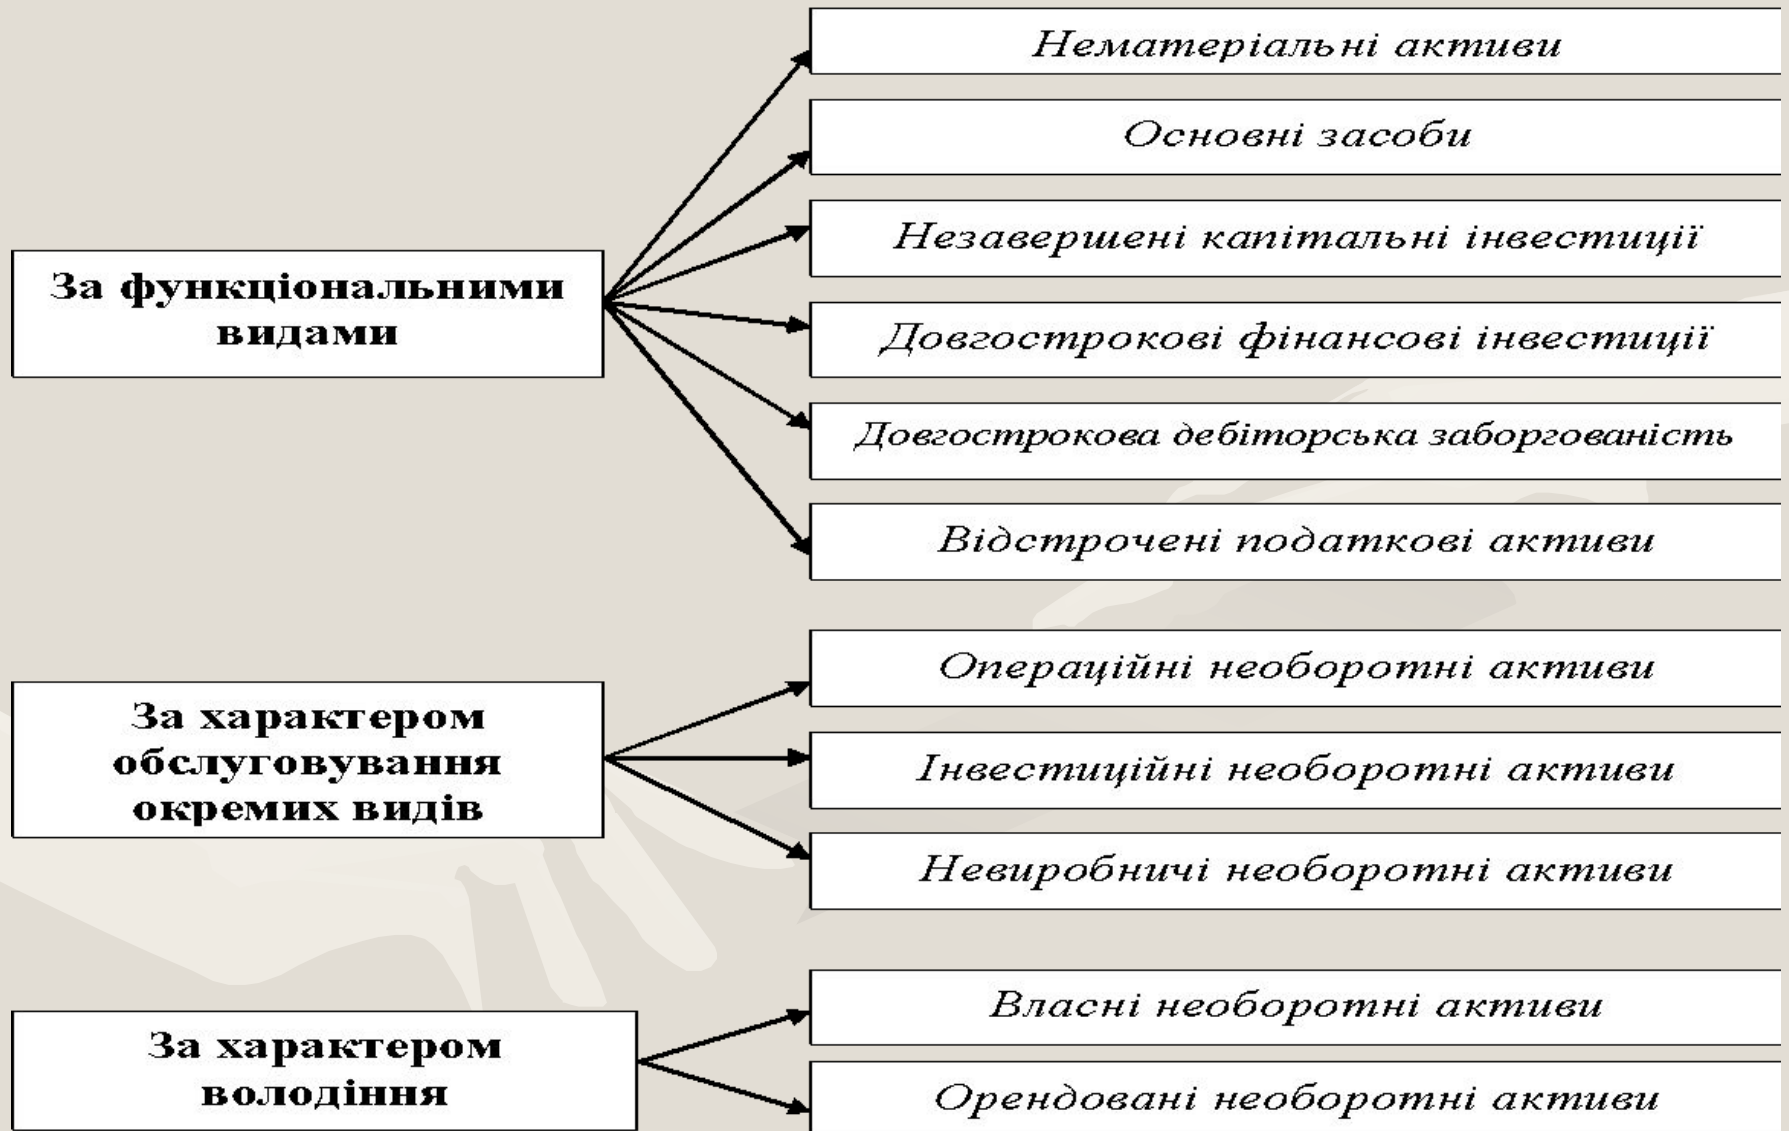 Нематеріальні активи
Основні засоби
Незавершені капітальні інвестиції
За функціональними
видами
Довгострокові фінансові інвестиції
Довгострокова дебіторська заборгованість
Відстрочені податкові активи
Операційні необоротні активи
За характером
обслуговування
окремих видів
Інвестиційні необоротні активи
Невиробничі необоротні активи
Власні необоротні активи
За характером
володіння
Орендовані необоротні активи